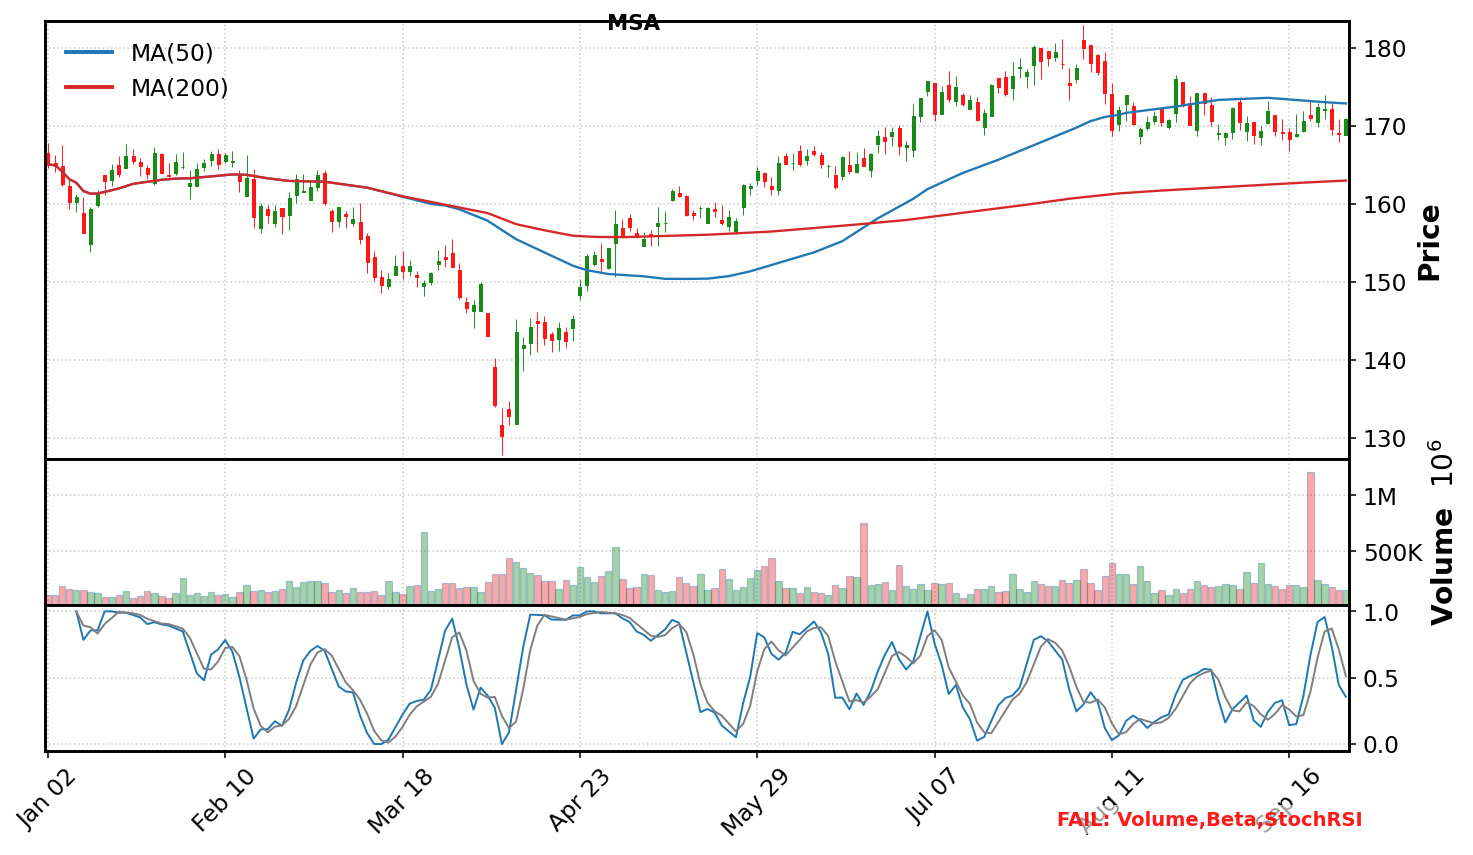 MSA
MA(50)
MA(200)
180
170
160
150
140
130
Price
1M
500K
Volume 10⁶
1.0
0.5
0.0
Jan 02
Feb 10
Mar 18
Apr 23
May 29
Jul 07
Aug 11
Sep 16
FAIL: Volume,Beta,StochRSI